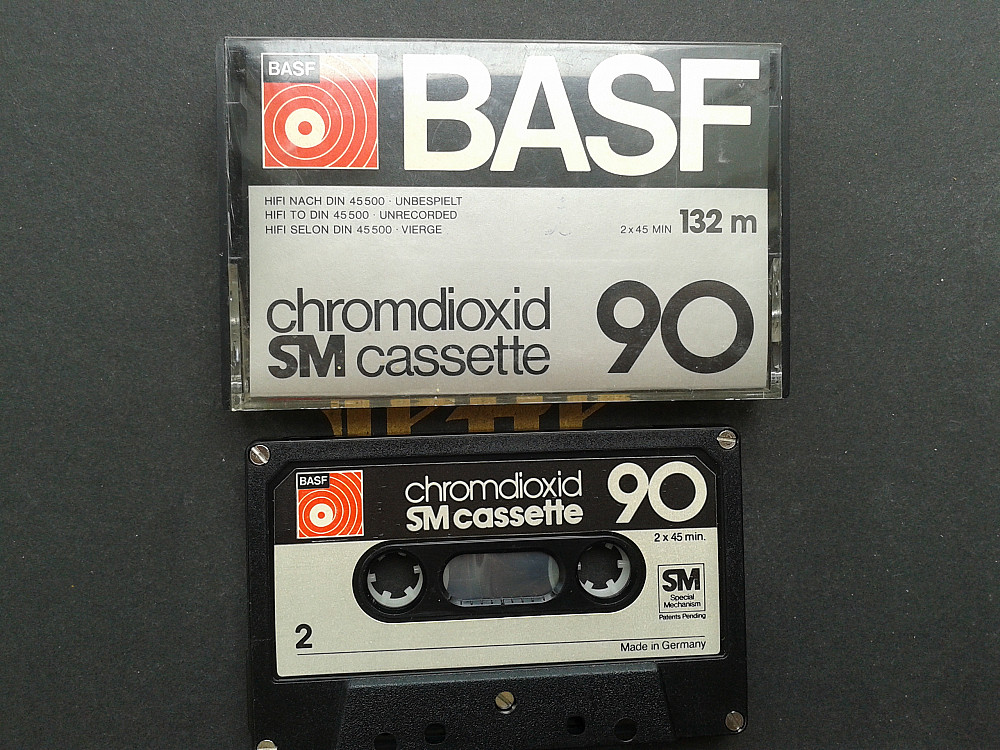 BASF
BASF
HIFI NACH DIN 45500 · UNBESPIELT
HIFI TO DIN 45500 · UNRECORDED
HIFI SELON DIN 45500 · VIERGE
2 x 45 MIN 132 m
chromdioxid
SM cassette
90
BASF
chromdioxid
SM cassette
90
2 x 45 min.
SM
Special
Mechanism
Patents Pending
2
Made in Germany